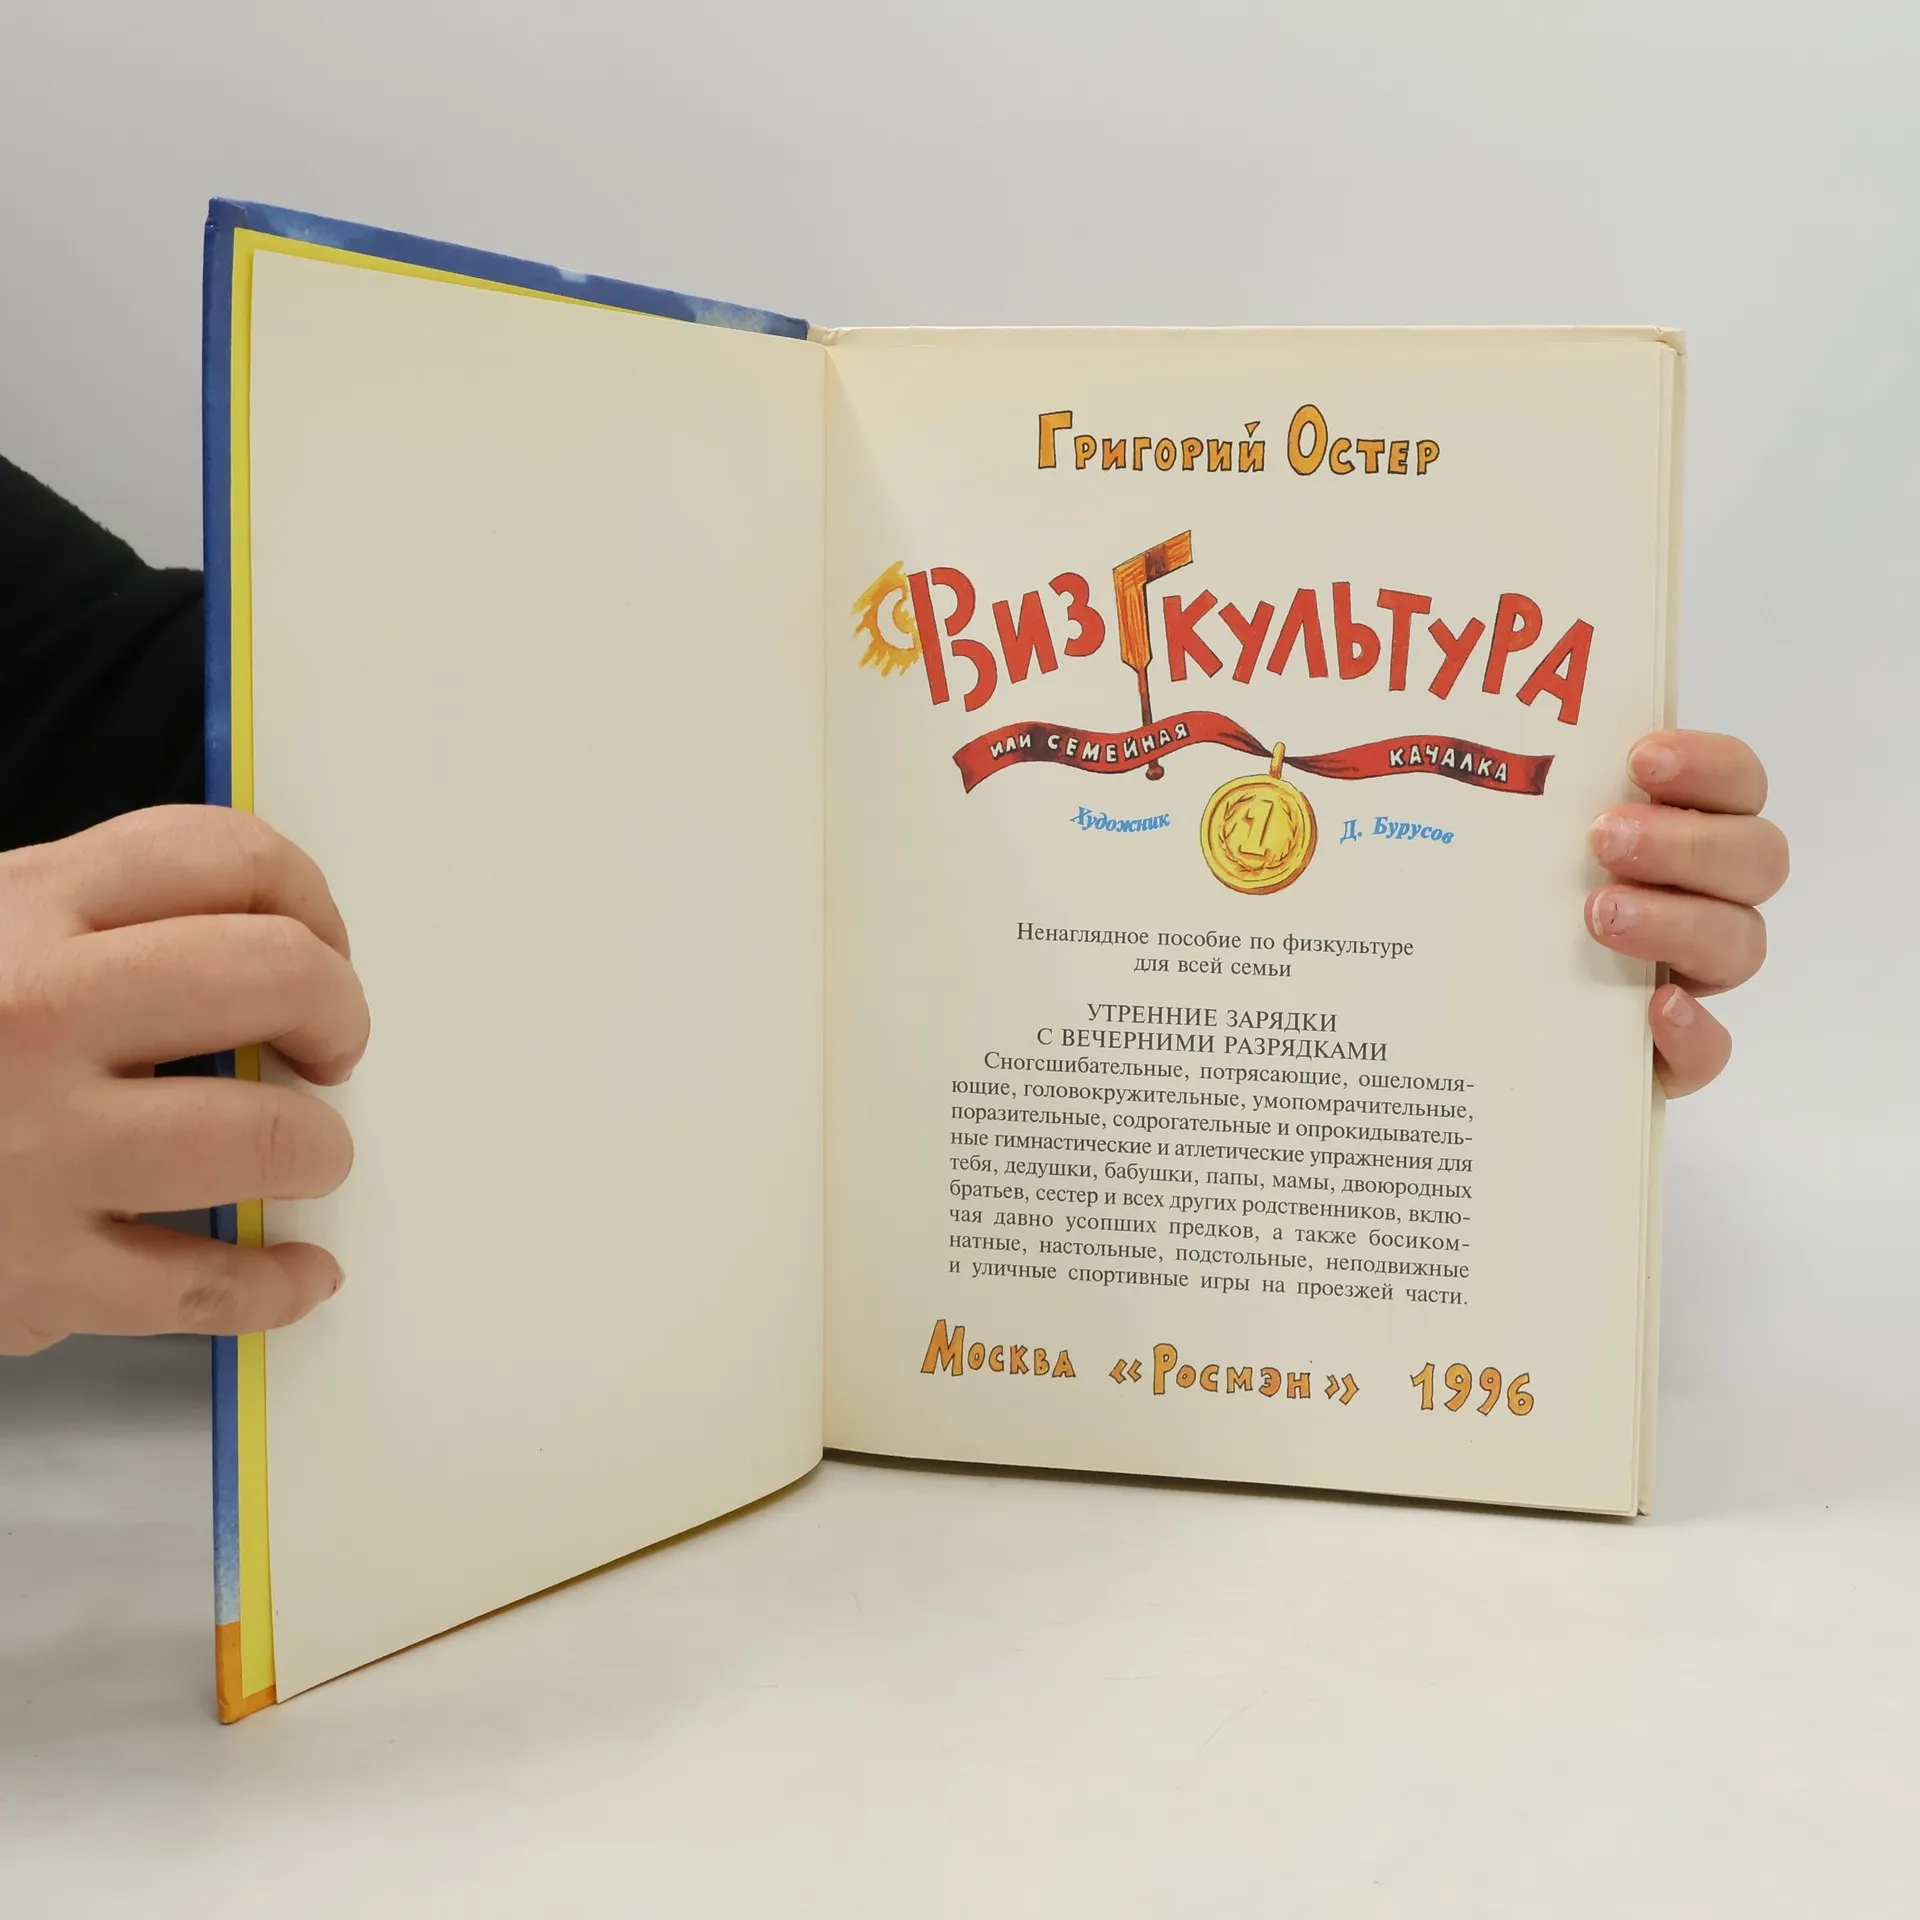 Григорий Остер
с Визгкультура
или семейная качалка
Художник Д. Бурусов
1
Ненаглядное пособие по физкультуре
для всей семьи
УТРЕННИЕ ЗАРЯДКИ
С ВЕЧЕРНИМИ РАЗРЯДКАМИ
Сногсшибательные, потрясающие, ошеломля-
ющие, головокружительные, умопомрачительные,
поразительные, содрогательные и опрокидыватель-
ные гимнастические и атлетические упражнения для
тебя, дедушки, бабушки, папы, мамы, двоюродных
братьев, сестер и всех других родственников, вклю-
чая давно усопших предков, а также босиком-
натные, настольные, подстольные, неподвижные
и уличные спортивные игры на проезжей части.
Москва «Росмэн» 1996